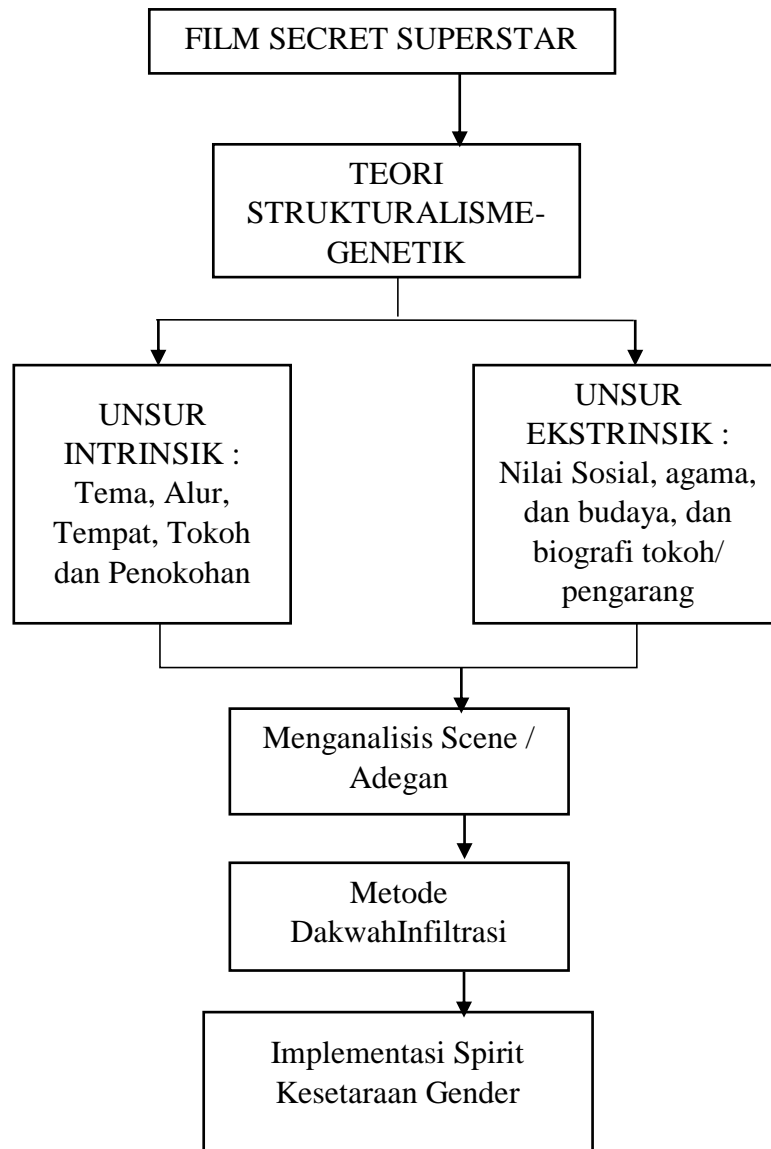 FILM SECRET SUPERSTAR
TEORI
STRUKTURALISME-
GENETIK
UNSUR
INTRINSIK :
Tema, Alur,
Tempat, Tokoh
dan Penokohan
UNSUR
EKSTRINSIK :
Nilai Sosial, agama,
dan budaya, dan
biografi tokoh/
pengarang
Menganalisis Scene /
Adegan
Metode
DakwahInfiltrasi
Implementasi Spirit
Kesetaraan Gender